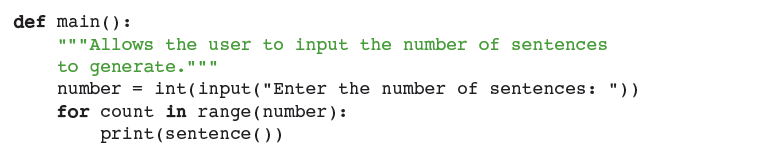 def main():
    """Allows the user to input the number of sentences
    to generate."""
    number = int(input("Enter the number of sentences: "))
    for count in range(number):
        print(sentence())